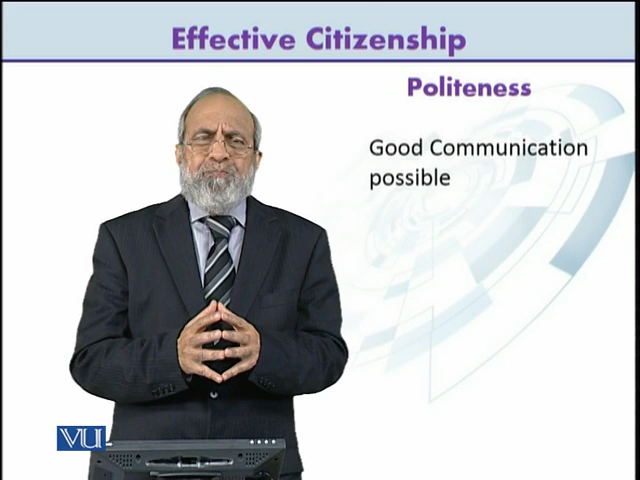 Effective Citizenship
Politeness
Good Communication
possible
VU